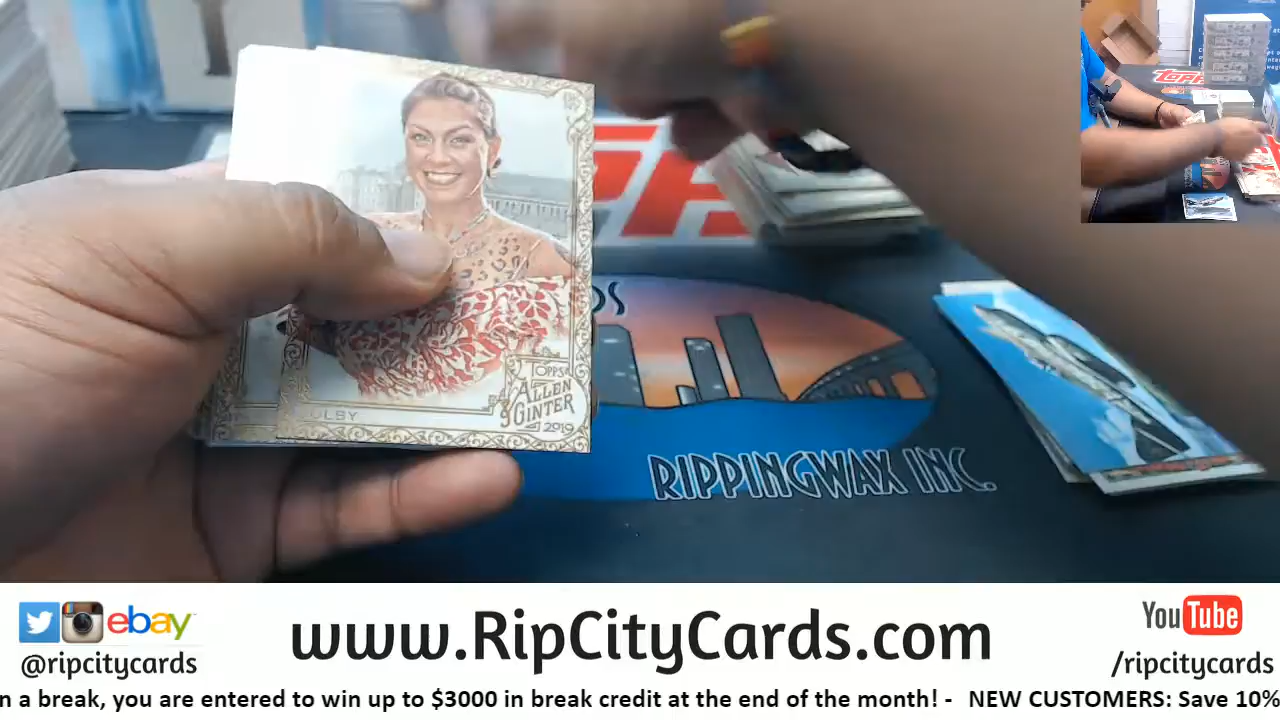 TOPPS
ALLEN
& GINTER
2019
RIPPINGWAX INC.
ebay
@ripcitycards
www.RipCityCards.com
YouTube
/ripcitycards
n a break, you are entered to win up to $3000 in break credit at the end of the month! - NEW CUSTOMERS: Save 10%